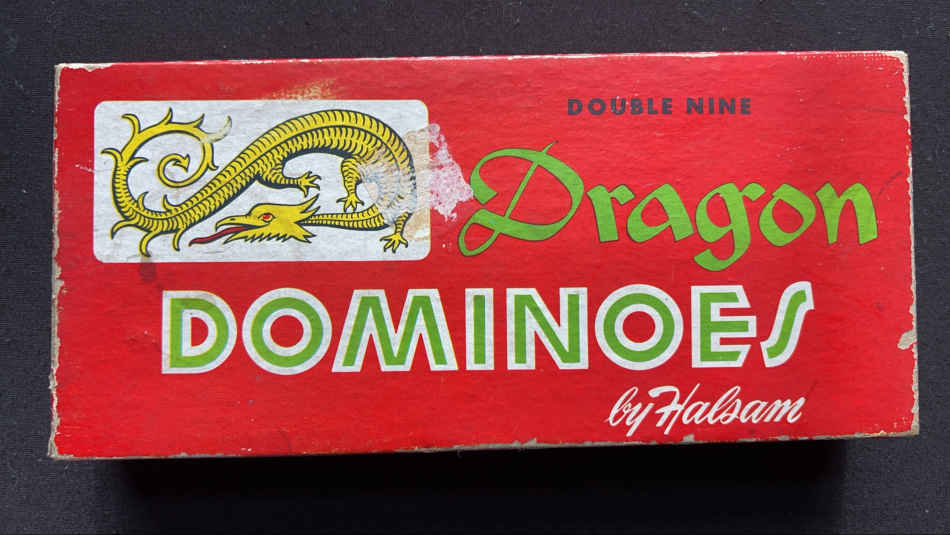 DOUBLE NINE
Dragon
DOMINOES
by Halsam